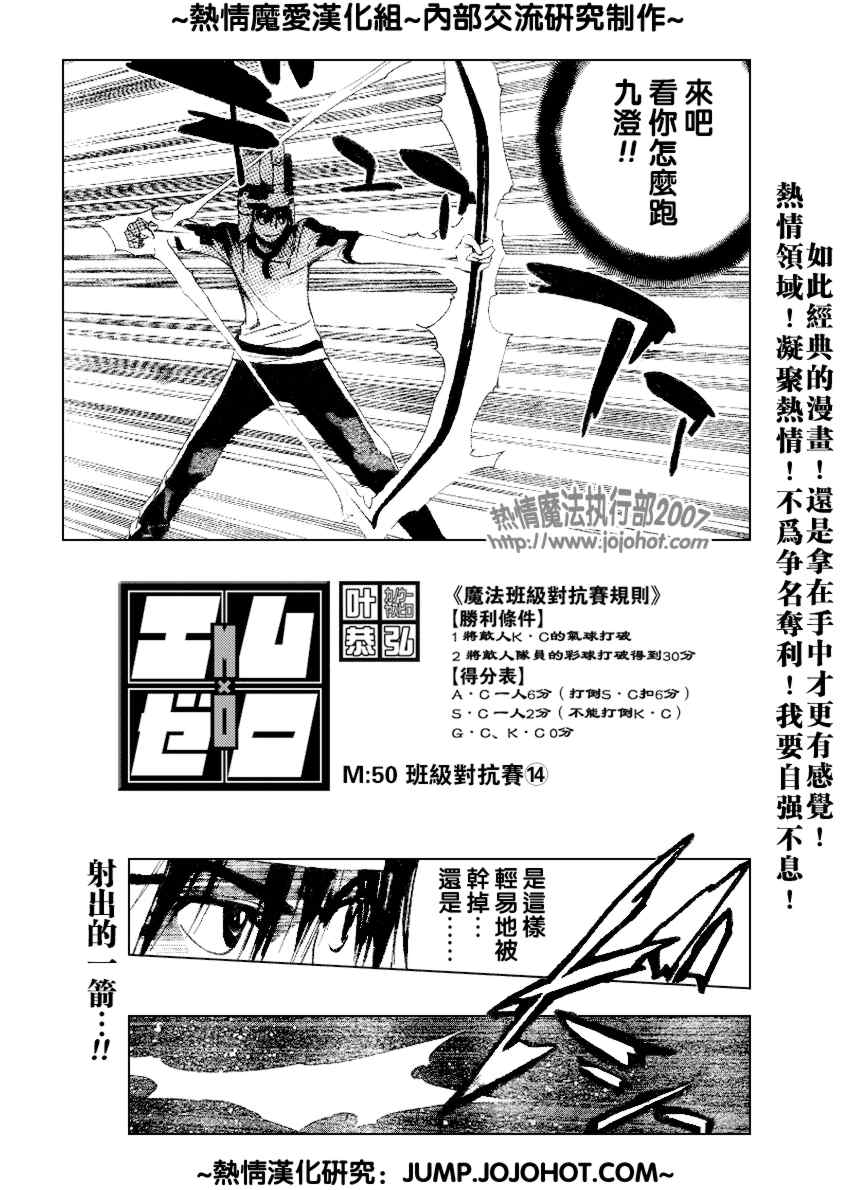 ~熱情魔愛漢化組~內部交流研究制作~
來吧
看你怎麼跑
九澄!!
如此經典的漫畫！還是拿在手中才更有感覺！
熱情領域！凝聚熱情！不爲争名奪利！我要自强不息！
熱情魔法执行部2007
http://www.jojohot.com
エム
ゼロ
M×0
叶
恭
弘
カノウ
ヤスヒロ
《魔法班級對抗賽規則》
【勝利條件】
1 將敵人K・C的氣球打破
2 將敵人隊員的彩球打破得到30分
【得分表】
A・C 一人6分（打倒S・C扣6分）
S・C 一人2分（不能打倒K・C）
G・C、K・C 0分
M:50 班級對抗賽⑭
是這樣
輕易地被
幹掉…
還是……
射出的一箭…!!
~熱情漢化研究：JUMP.JOJOHOT.COM~